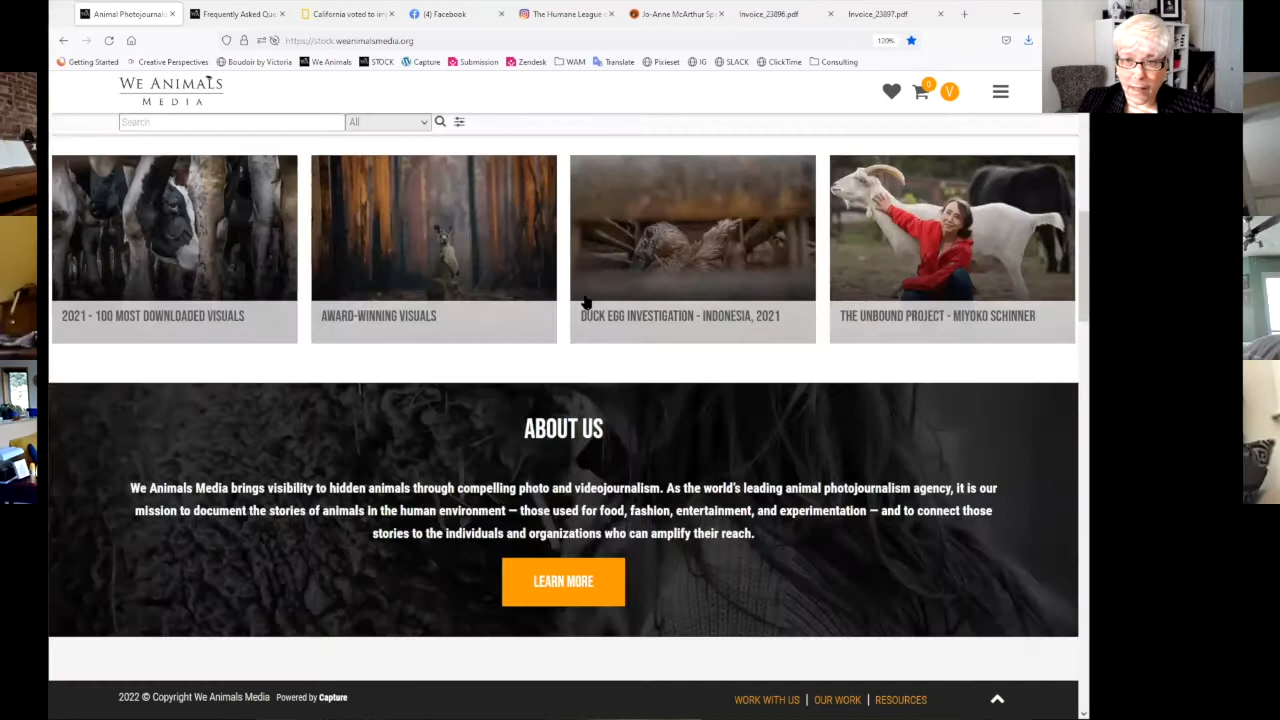 Animal Photojournalis
Frequently Asked Que
California voted to imp
(4) Facebook
The Humane League
Jo-Anne McArthur Sp
Invoice_23896.pdf
Invoice_23897.pdf
https://stock.weanimalsmedia.org
120%
Getting Started
Creative Perspectives
Boudoir by Victoria
We Animals
STOCK
Capture
Submission
Zendesk
WAM
Translate
Pixieset
IG
SLACK
ClickTime
Consulting
WE ANIMALS
MEDIA
0
V
Search
All
2021 - 100 MOST DOWNLOADED VISUALS
AWARD-WINNING VISUALS
DUCK EGG INVESTIGATION - INDONESIA, 2021
THE UNBOUND PROJECT - MIYOKO SCHINNER
ABOUT US
We Animals Media brings visibility to hidden animals through compelling photo and videojournalism. As the world's leading animal photojournalism agency, it is our
mission to document the stories of animals in the human environment — those used for food, fashion, entertainment, and experimentation — and to connect those
stories to the individuals and organizations who can amplify their reach.
LEARN MORE
2022 © Copyright We Animals Media Powered by Capture
WORK WITH US | OUR WORK | RESOURCES